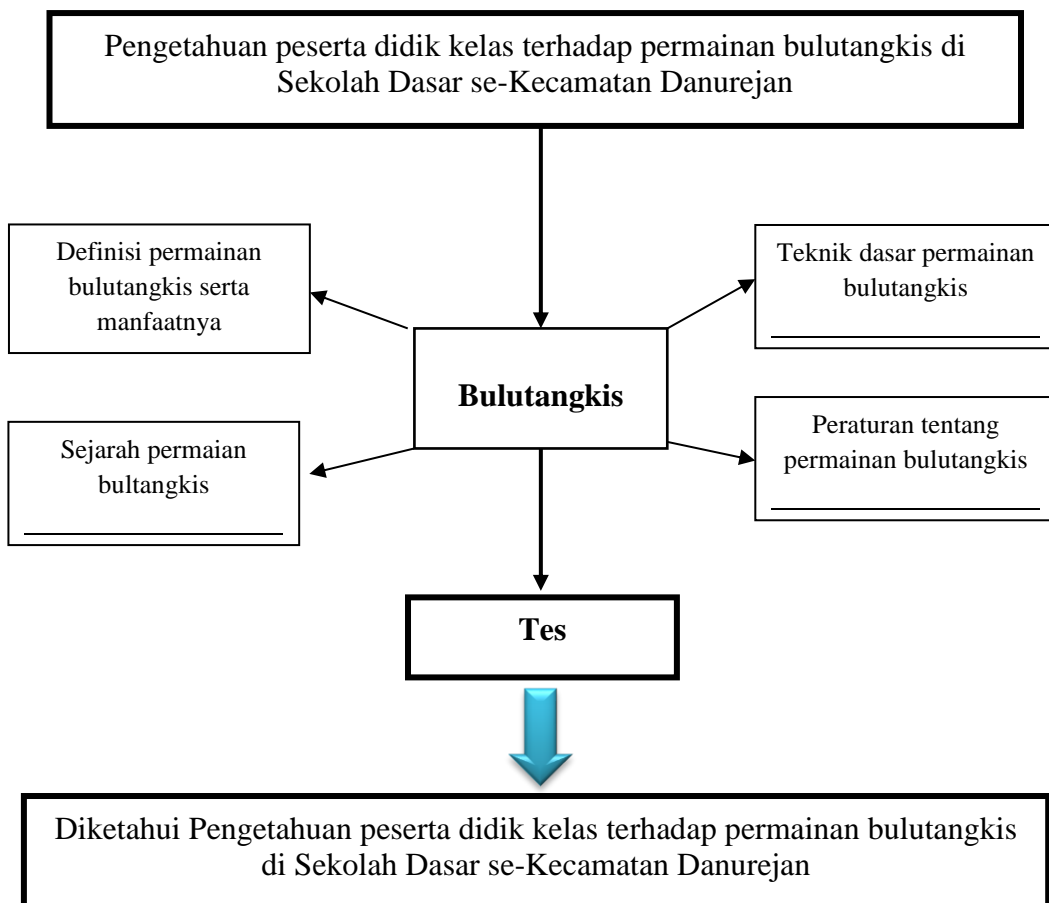 Pengetahuan peserta didik kelas terhadap permainan bulutangkis di
Sekolah Dasar se-Kecamatan Danurejan
Definisi permainan
bulutangkis serta
manfaatnya
Teknik dasar permainan
bulutangkis
Bulutangkis
Sejarah permaian
bultangkis
Peraturan tentang
permainan bulutangkis
Tes
Diketahui Pengetahuan peserta didik kelas terhadap permainan bulutangkis
di Sekolah Dasar se-Kecamatan Danurejan